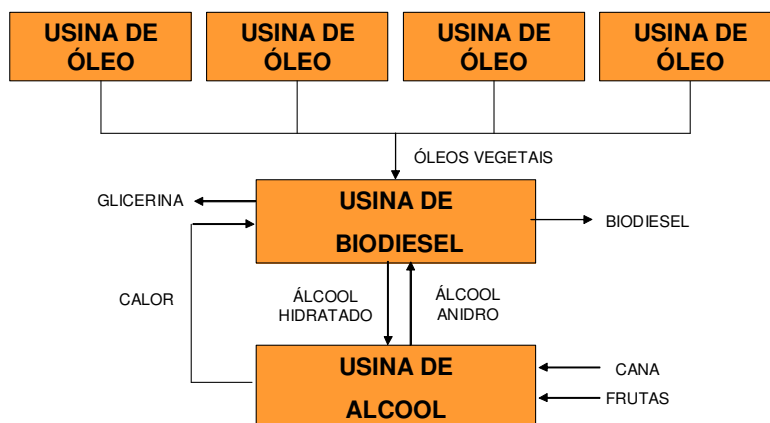 USINA DE
ÓLEO
USINA DE
ÓLEO
USINA DE
ÓLEO
USINA DE
ÓLEO
ÓLEOS VEGETAIS
GLICERINA
USINA DE
BIODIESEL
BIODIESEL
CALOR
ÁLCOOL
HIDRATADO
ÁLCOOL
ANIDRO
USINA DE
ALCOOL
CANA
FRUTAS